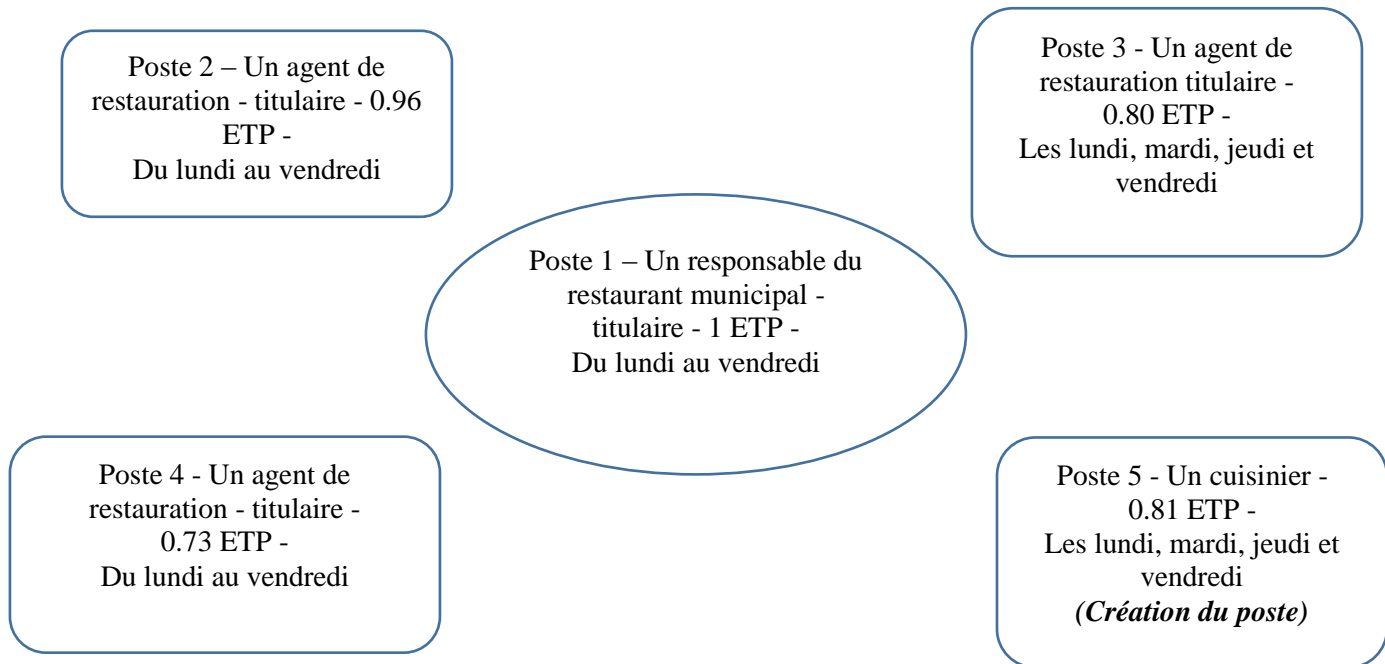 Poste 2 – Un agent de
restauration - titulaire - 0.96
ETP -
Du lundi au vendredi
Poste 3 - Un agent de
restauration titulaire -
0.80 ETP -
Les lundi, mardi, jeudi et
vendredi
Poste 1 – Un responsable du
restaurant municipal -
titulaire - 1 ETP -
Du lundi au vendredi
Poste 4 - Un agent de
restauration - titulaire -
0.73 ETP -
Du lundi au vendredi
Poste 5 - Un cuisinier -
0.81 ETP -
Les lundi, mardi, jeudi et
vendredi
(Création du poste)